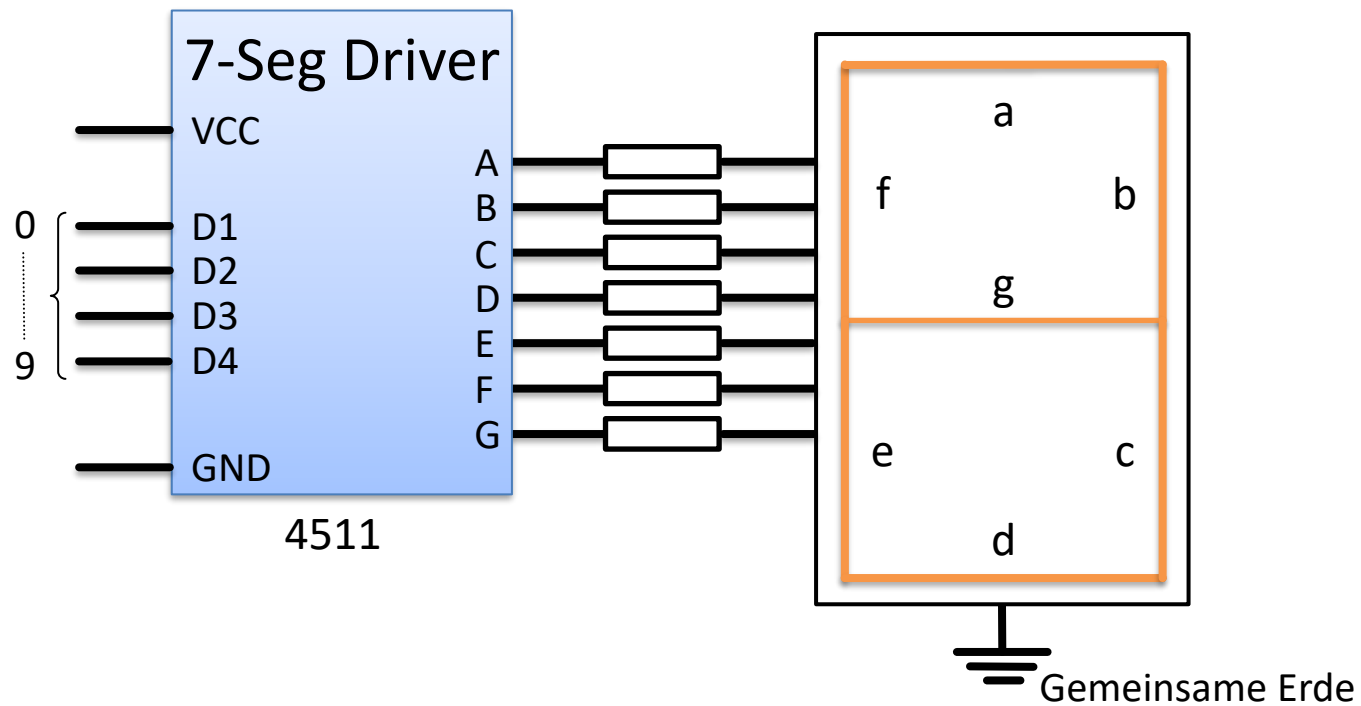 7-Seg Driver
VCC
0
D1
D2
D3
9
D4
GND
A
B
C
D
E
F
G
4511
a
f
b
g
e
c
d
Gemeinsame Erde